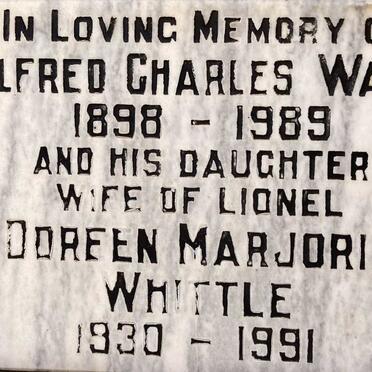 IN LOVING MEMORY O
LFRED CHARLES WA
1898 - 1989
AND HIS DAUGHTER
WIFE OF LIONEL
DOREEN MARJORI
WHITTLE
1930 - 1991